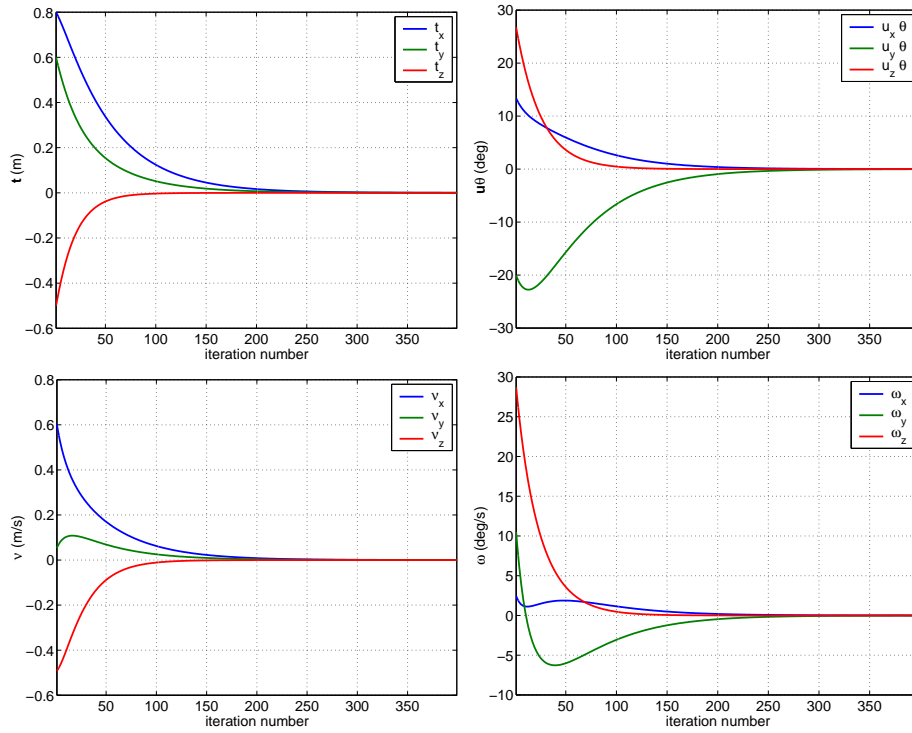 0.8
0.6
0.4
0.2
0
−0.2
−0.4
−0.6
t (m)
50 100 150 200 250 300 350
iteration number
t_x
t_y
t_z
30
20
10
0
−10
−20
−30
uθ (deg)
50 100 150 200 250 300 350
iteration number
u_x θ
u_y θ
u_z θ
0.8
0.6
0.4
0.2
0
−0.2
−0.4
−0.6
ν (m/s)
50 100 150 200 250 300 350
iteration number
ν_x
ν_y
ν_z
30
25
20
15
10
5
0
−5
−10
ω (deg/s)
50 100 150 200 250 300 350
iteration number
ω_x
ω_y
ω_z